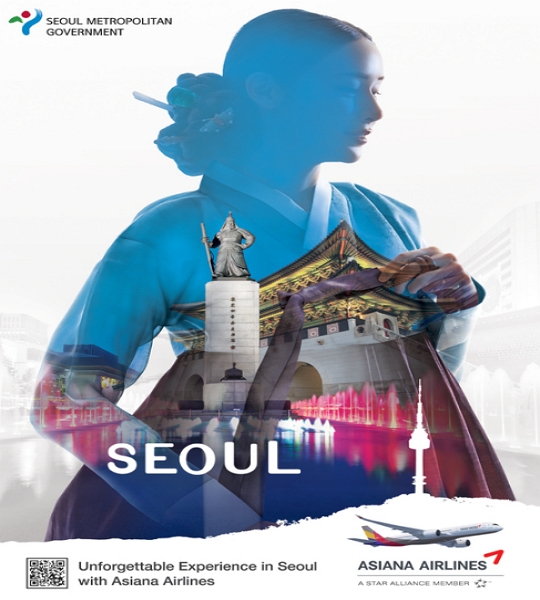 SEOUL METROPOLITAN
GOVERNMENT
SEOUL
Unforgettable Experience in Seoul
with Asiana Airlines
ASIANA AIRLINES
A STAR ALLIANCE MEMBER